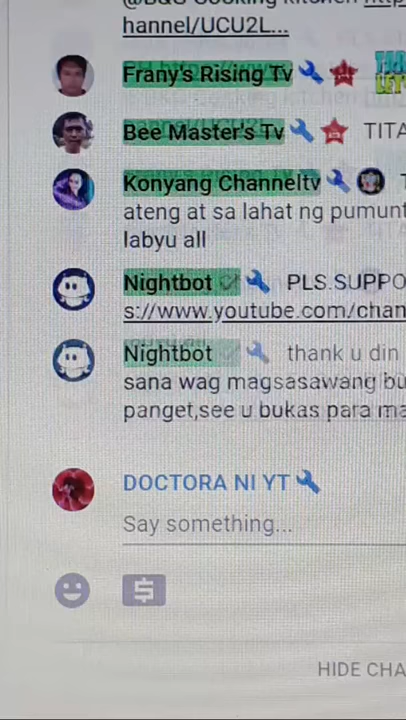 hannel/UCU2L...
Frany's Rising Tv
Bee Master's Tv TITA
Konyang Channeltv
ateng at sa lahat ng pumunt
labyu all
Nightbot PLS.SUPPO
s://www.youtube.com/chan
Nightbot thank u din
sana wag magsasawang bu
panget,see u bukas para ma
DOCTORA NI YT
Say something...
HIDE CHA